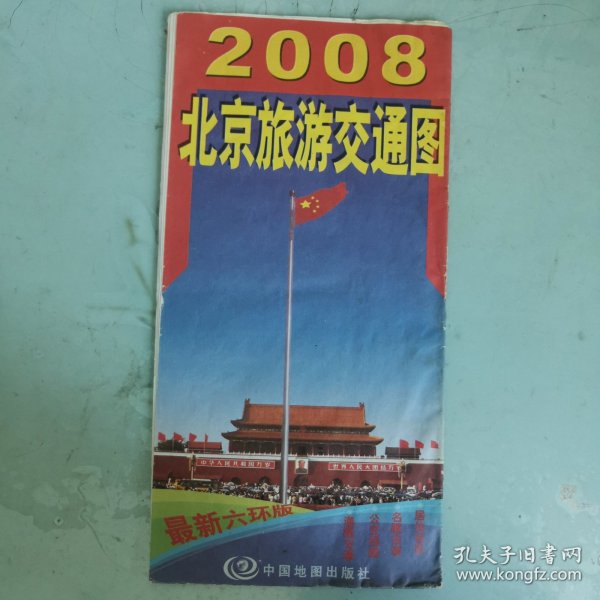 2008
北京旅游交通图
中华人民共和国万岁
世界人民大团结万岁
最新六环版
中国地图出版社
孔夫子旧书网
www.kongfz.com